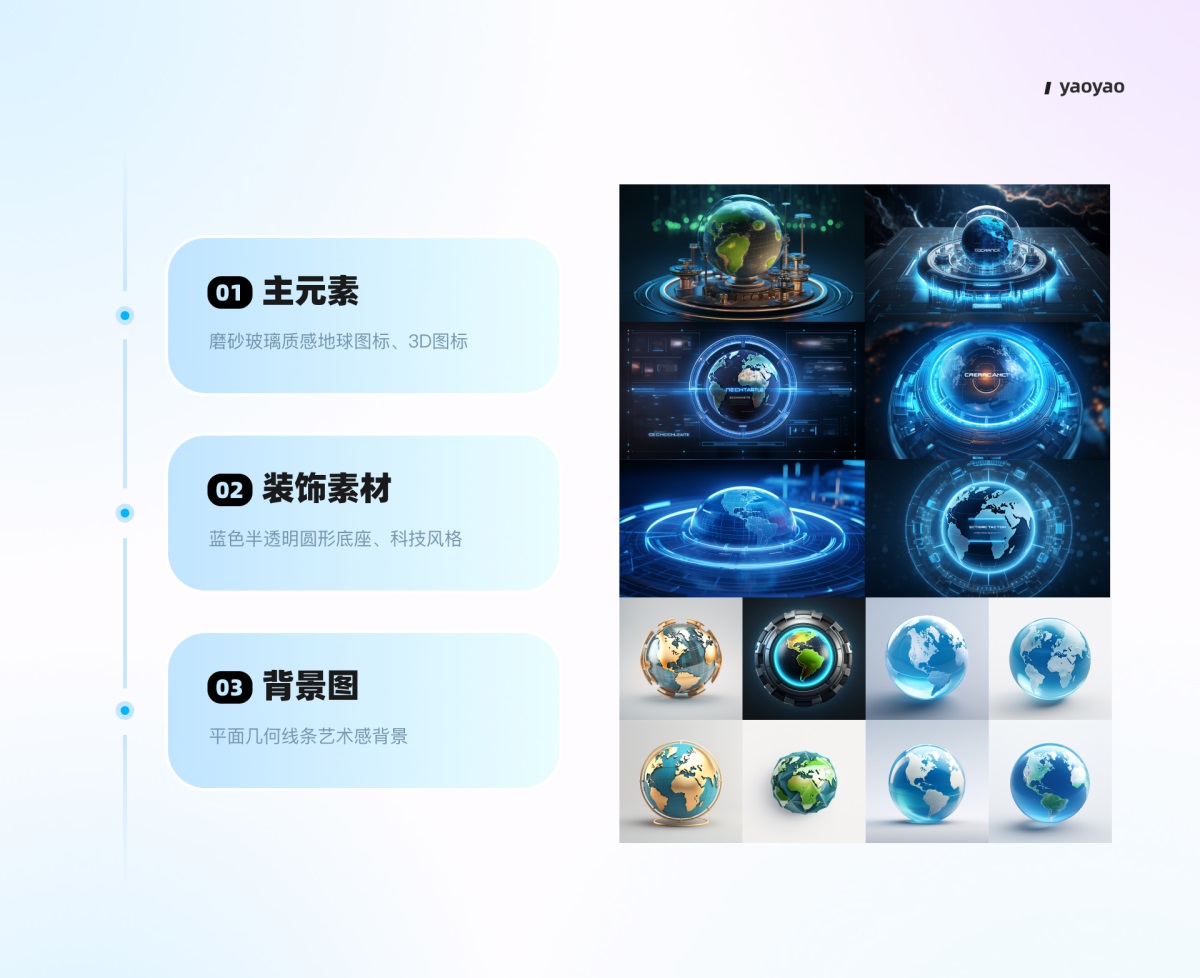 yaoyao
01 主元素
磨砂玻璃质感地球图标、3D图标
02 装饰素材
蓝色半透明圆形底座、科技风格
03 背景图
平面几何线条艺术感背景